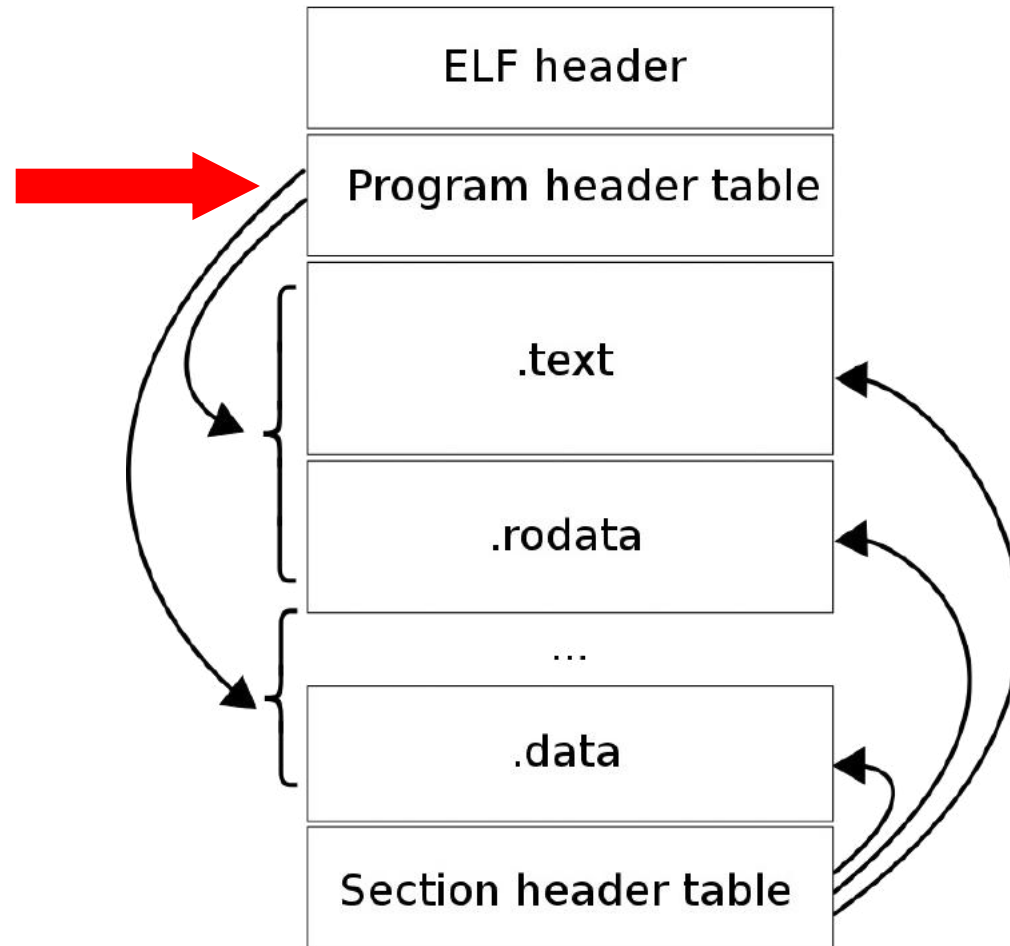 ELF header
Program header table
.text
.rodata
...
.data
Section header table